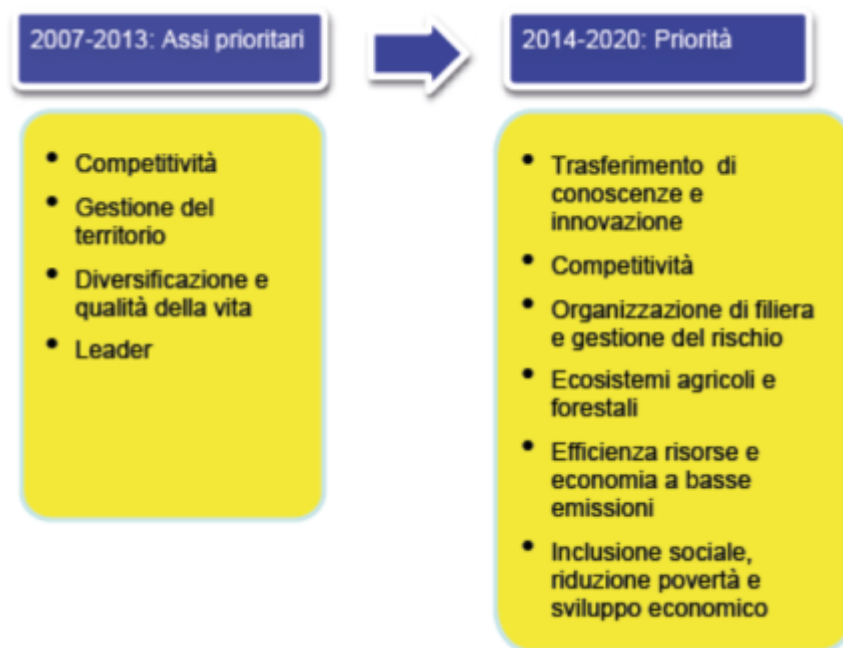 2007-2013: Assi prioritari
Competitività
Gestione del
territorio
Diversificazione e
qualità della vita
Leader
2014-2020: Priorità
Trasferimento di
conoscenze e
innovazione
Competitività
Organizzazione di filiera
e gestione del rischio
Ecosistemi agricoli e
forestali
Efficienza risorse e
economia a basse
emissioni
Inclusione sociale,
riduzione povertà e
sviluppo economico